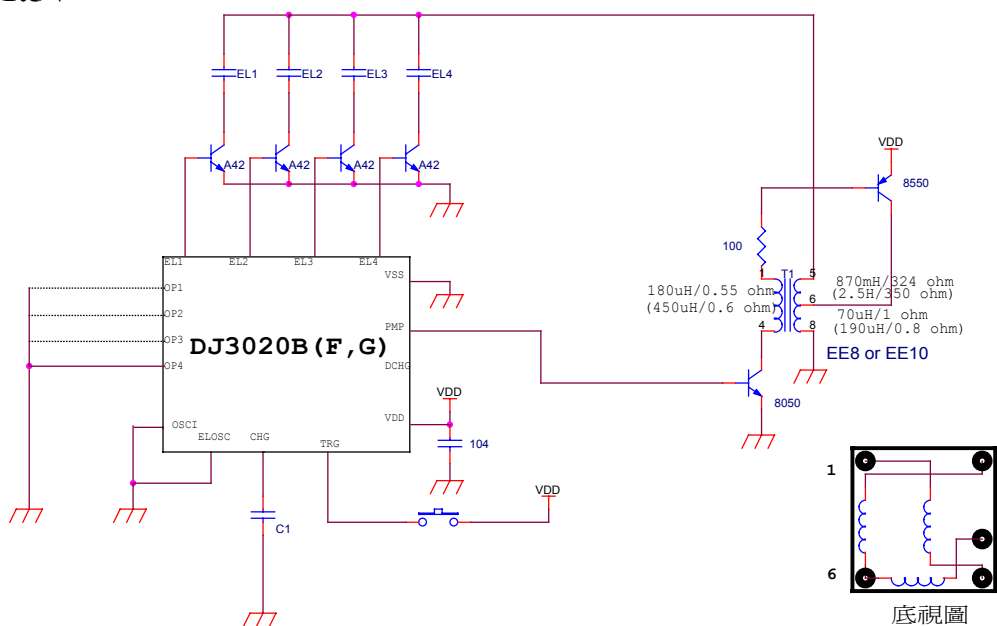 EL1
EL2
EL3
EL4
A42
A42
A42
A42
VDD
8550
100
EL1
EL2
EL3
EL4
VSS
OP1
OP2
OP3
OP4
PMP
DCHG
VDD
DJ3020B(F,G)
OSCI
ELOSC
CHG
TRG
1
T1
5
180uH/0.55 ohm
(450uH/0.6 ohm)
870mH/324 ohm
(2.5H/350 ohm)
6
70uH/1 ohm
(190uH/0.8 ohm)
4
8
EE8 or EE10
8050
VDD
104
VDD
C1
1
6
底視圖